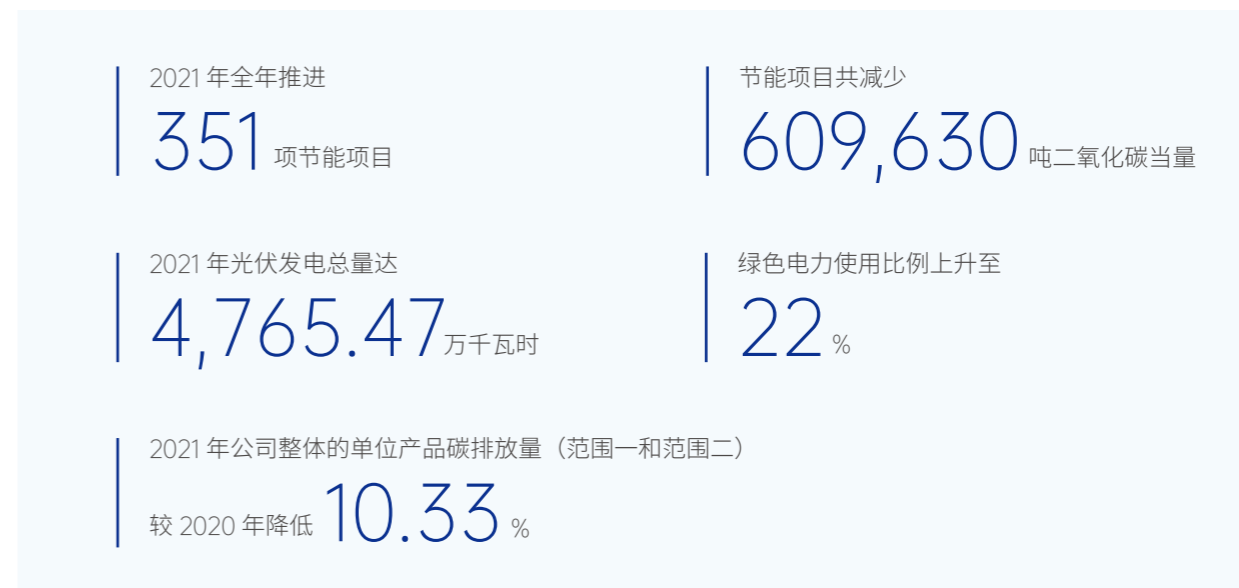 2021 年全年推进
351 项节能项目
节能项目共减少
609,630 吨二氧化碳当量
2021 年光伏发电总量达
4,765.47 万千瓦时
绿色电力使用比例上升至
22 %
2021 年公司整体的单位产品碳排放量（范围一和范围二）
较 2020 年降低 10.33 %